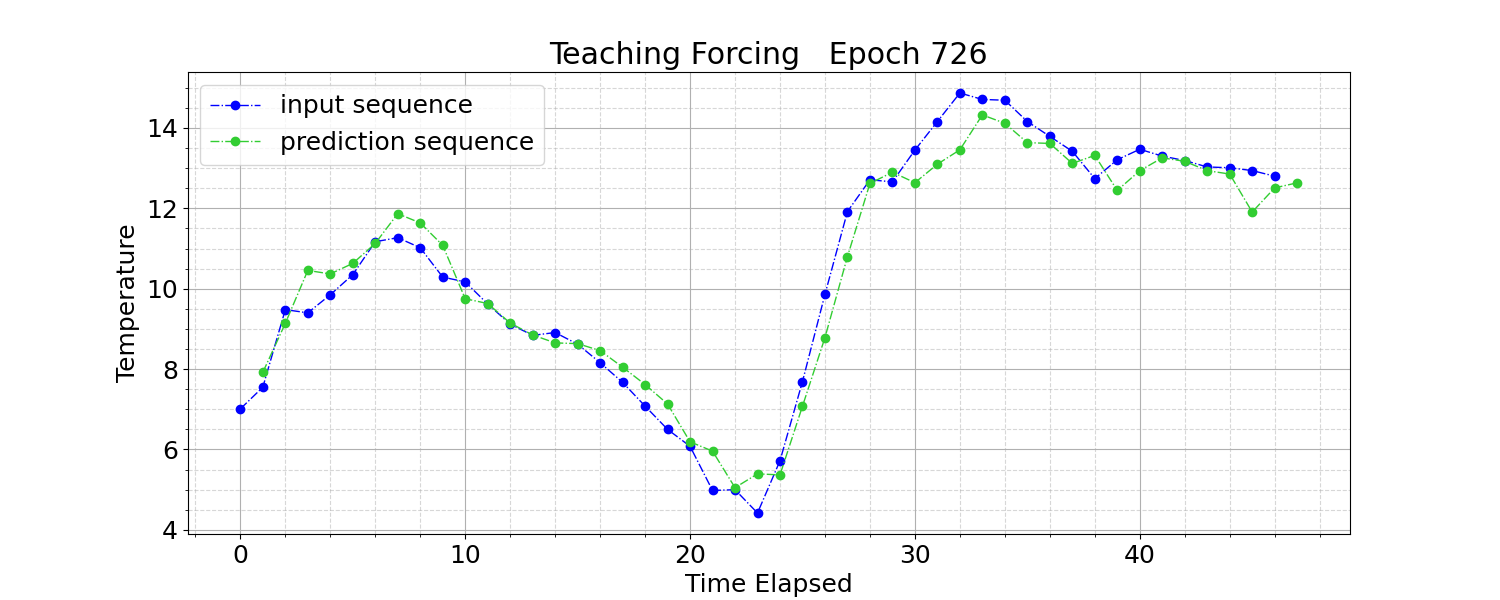 Teaching Forcing   Epoch 726
input sequence
prediction sequence
14
12
10
8
6
4
Temperature
0 10 20 30 40
Time Elapsed